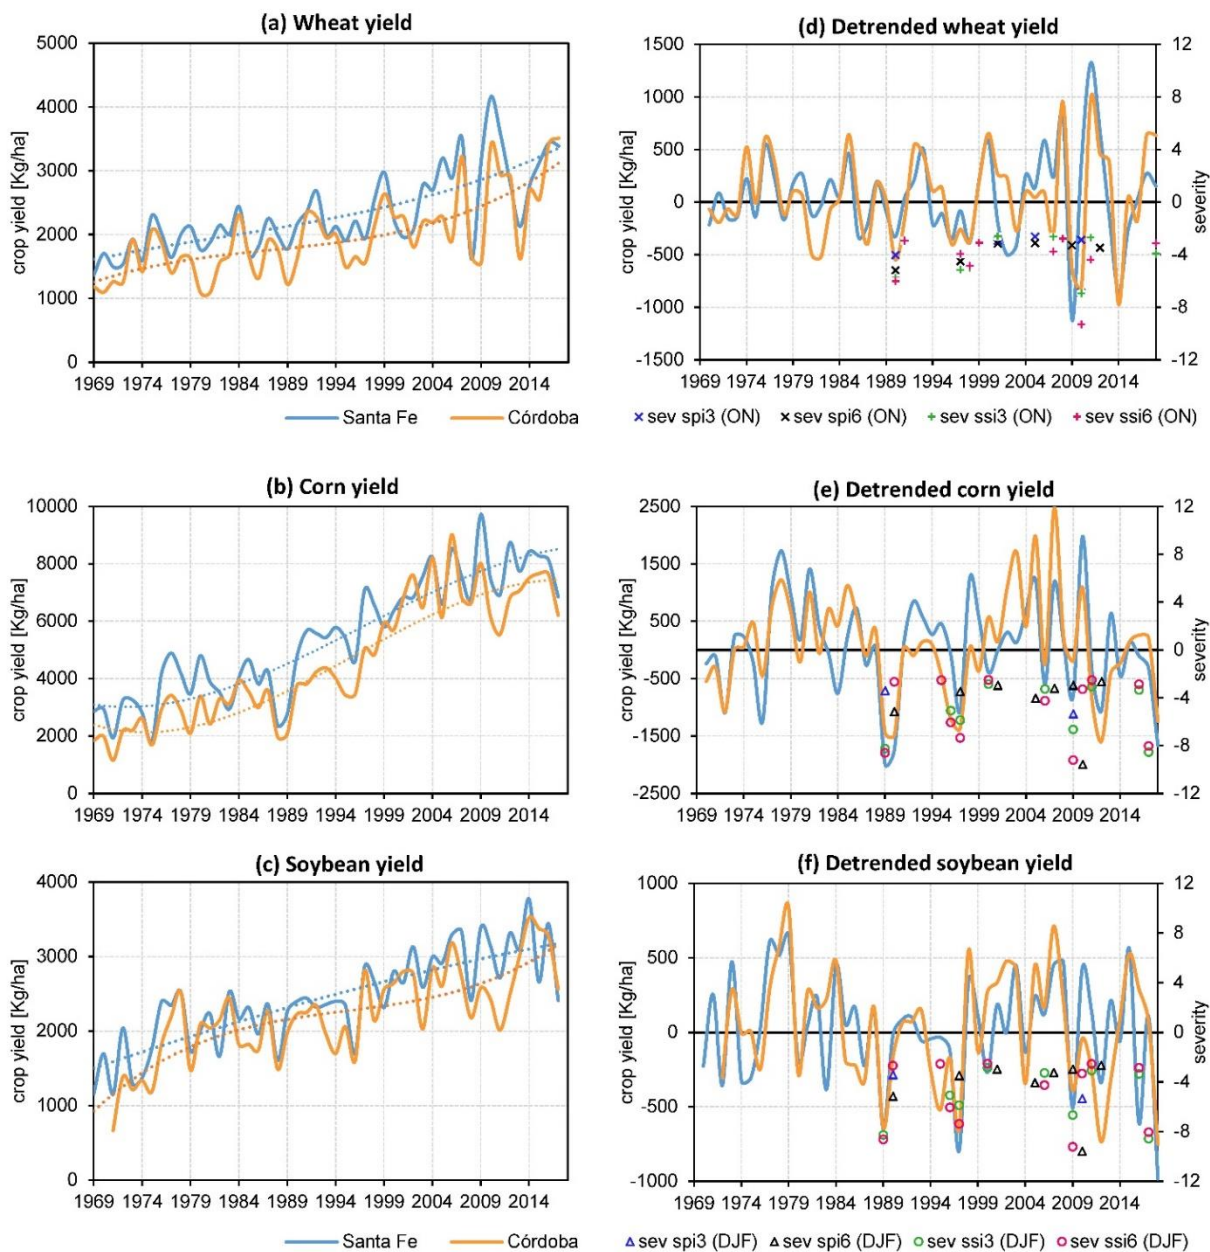 (a) Wheat yield
crop yield [Kg/ha]
5000
4000
3000
2000
1000
0
1969 1974 1979 1984 1989 1994 1999 2004 2009 2014
Santa Fe Córdoba
(d) Detrended wheat yield
crop yield [Kg/ha]
1500
1000
500
0
-500
-1000
-1500
12
8
4
0
-4
-8
-12
severity
1969 1974 1979 1984 1989 1994 1999 2004 2009 2014
sev spi3 (ON) sev spi6 (ON) sev ssi3 (ON) sev ssi6 (ON)
(b) Corn yield
crop yield [Kg/ha]
10000
8000
6000
4000
2000
0
1969 1974 1979 1984 1989 1994 1999 2004 2009 2014
(e) Detrended corn yield
crop yield [Kg/ha]
2500
1500
500
-500
-1500
-2500
12
8
4
0
-4
-8
-12
severity
1969 1974 1979 1984 1989 1994 1999 2004 2009 2014
(c) Soybean yield
crop yield [Kg/ha]
4000
3000
2000
1000
0
1969 1974 1979 1984 1989 1994 1999 2004 2009 2014
Santa Fe Córdoba
(f) Detrended soybean yield
crop yield [Kg/ha]
1000
500
0
-500
-1000
12
8
4
0
-4
-8
-12
severity
1969 1974 1979 1984 1989 1994 1999 2004 2009 2014
sev spi3 (DJF) sev spi6 (DJF) sev ssi3 (DJF) sev ssi6 (DJF)